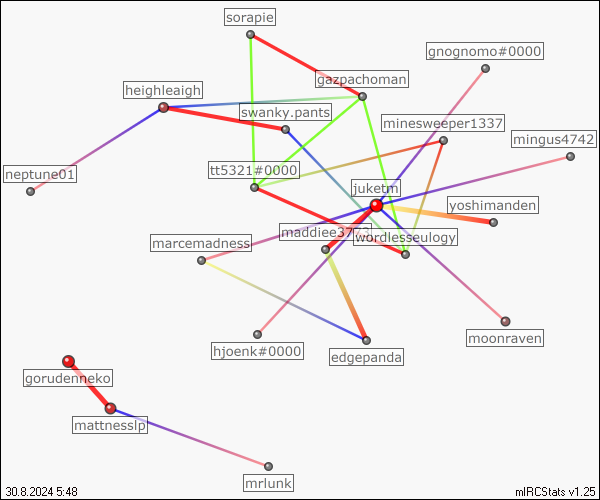 sorapie
gnognomo#0000
gazpachoman
heighleaigh
swanky.pants
minesweeper1337
mingus4742
neptune01
tt5321#0000
juketm
yoshimanden
marcemadness
maddiee3773
wordlesseulogy
moonraven
hjoenk#0000
edgepanda
gorudenneko
mattnesslp
mrlunk
30.8.2024 5:48
mIRCStats v1.25